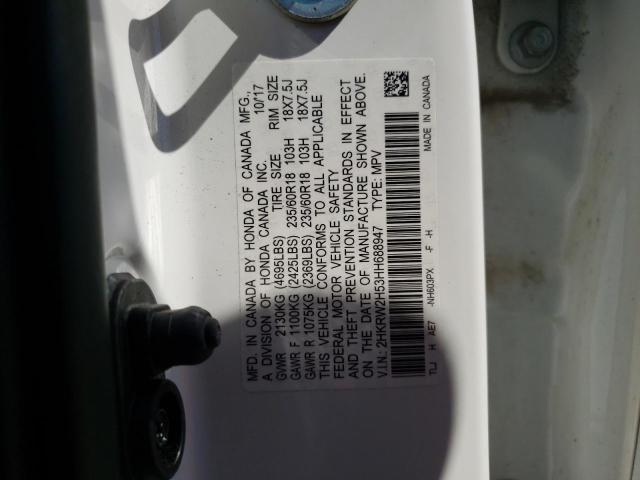 MFD. IN CANADA BY HONDA OF CANADA MFG.,
A DIVISION OF HONDA CANADA INC. 10/17
GVWR 2130KG (4695LBS) TIRE SIZE RIM SIZE
GAWR F 1100KG (2425LBS) 235/60R18 103H 18X7.5J
GAWR R 1075KG (2369LBS) 235/60R18 103H 18X7.5J
THIS VEHICLE CONFORMS TO ALL APPLICABLE
FEDERAL MOTOR VEHICLE SAFETY
AND THEFT PREVENTION STANDARDS IN EFFECT
ON THE DATE OF MANUFACTURE SHOWN ABOVE.
V.I.N.: 2HKRW2H53HH688947 TYPE: MPV
TLJ H AE7 -NH603PX -F -H MADE IN CANADA